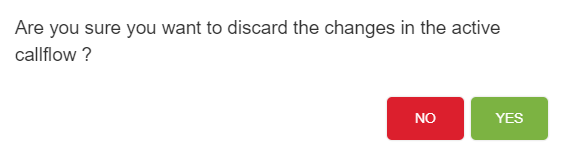 Are you sure you want to discard the changes in the active
callflow ?
NO YES